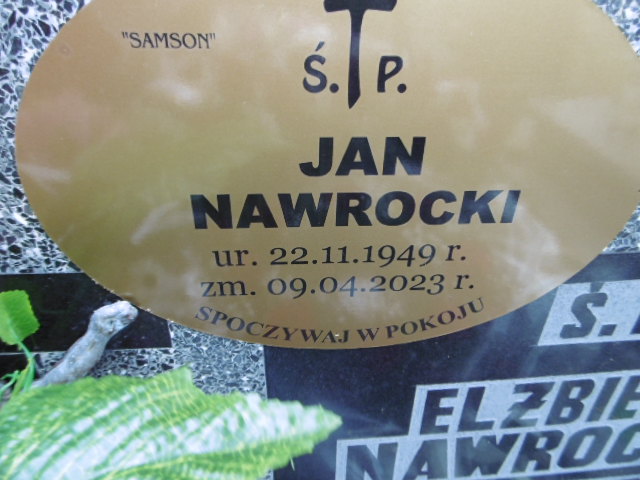 "SAMSON"
Ś. P.
JAN
NAWROCKI
ur. 22.11.1949 r.
zm. 09.04.2023 r.
SPOCZYWAJ W POKOJU
Ś.